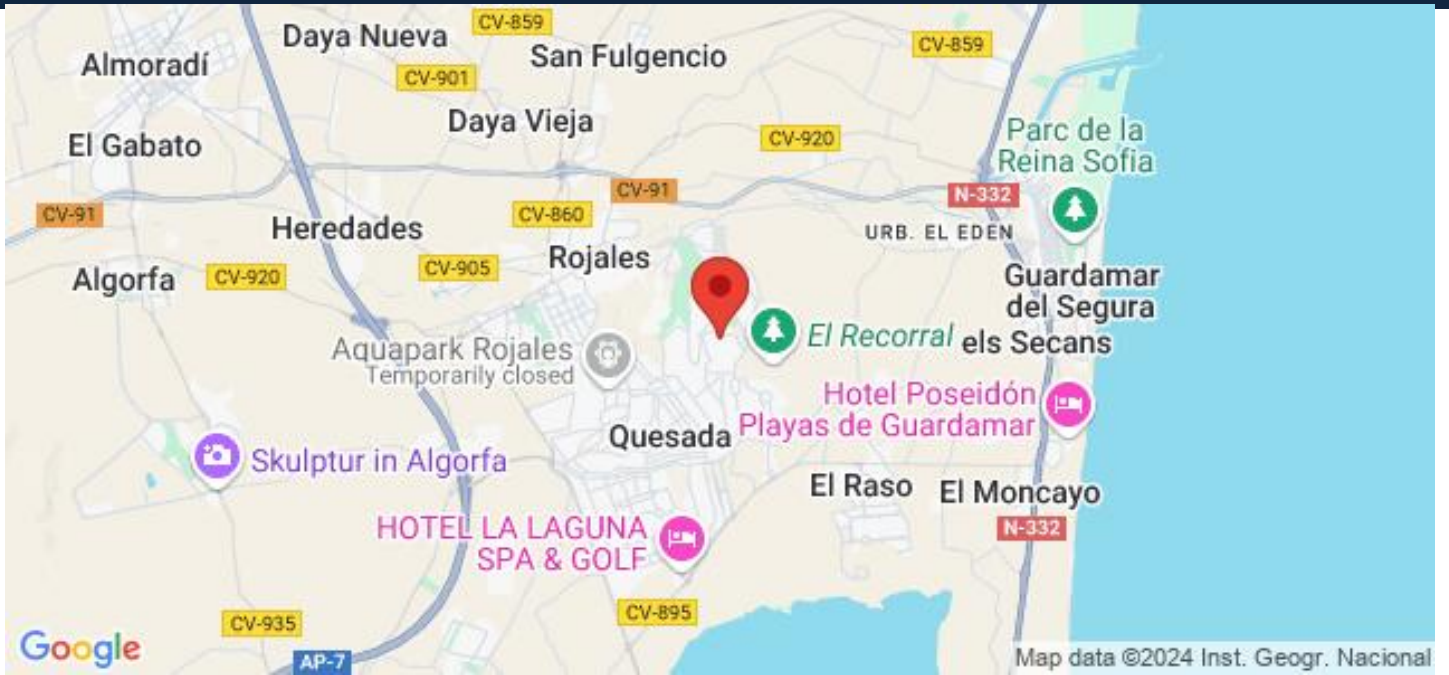 CV-859
Daya Nueva
San Fulgencio
CV-859
Almoradí
CV-901
Daya Vieja
CV-920
Parc de la
Reina Sofia
El Gabato
CV-91
N-332
CV-91
CV-860
Heredades
URB. EL EDEN
Rojales
CV-905
Algorfa
CV-920
Guardamar
del Segura
El Recorral
els Secans
Aquapark Rojales
Temporarily closed
Hotel Poseidón
Playas de Guardamar
Quesada
Skulptur in Algorfa
El Raso
El Moncayo
HOTEL LA LAGUNA
SPA & GOLF
N-332
CV-895
CV-935
Google
AP-7
Map data ©2024 Inst. Geogr. Nacional